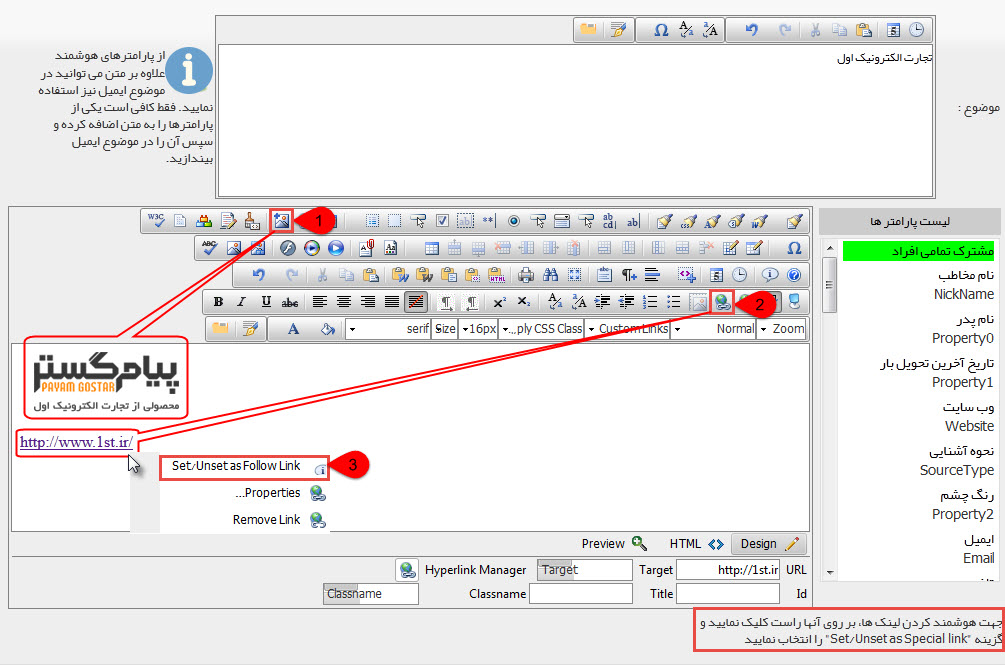 موضوع :
تجارت الکترونیک اول
از پارامترهای هوشمند
علاوه بر متن می توانید در
موضوع ایمیل نیز استفاده
نمایید. فقط کافی است یکی از
پارامترها را به متن اضافه کرده و
سپس آن را در موضوع ایمیل
بیندازید.
1
2
serif
Size
16px
...ply CSS Class
Custom Links
Normal
Zoom
پیام‌گستر
PAYAM GOSTAR
محصولی از تجارت الکترونیک اول
http://www.1st.ir/
Set/Unset as Follow Link
3
...Properties
Remove Link
Preview
HTML
Design
Hyperlink Manager
Target
Target
http://1st.ir
URL
Classname
Classname
Title
Id
لیست پارامتر ها
مشترک تمامی افراد
نام مخاطب
NickName
نام پدر
Property0
تاریخ آخرین تحویل بار
Property1
وب سایت
Website
نحوه آشنایی
SourceType
رنگ چشم
Property2
ایمیل
Email
جهت هوشمند کردن لینک ها، بر روی آنها راست کلیک نمایید و
گزینه "Set/Unset as Special link" را انتخاب نمایید